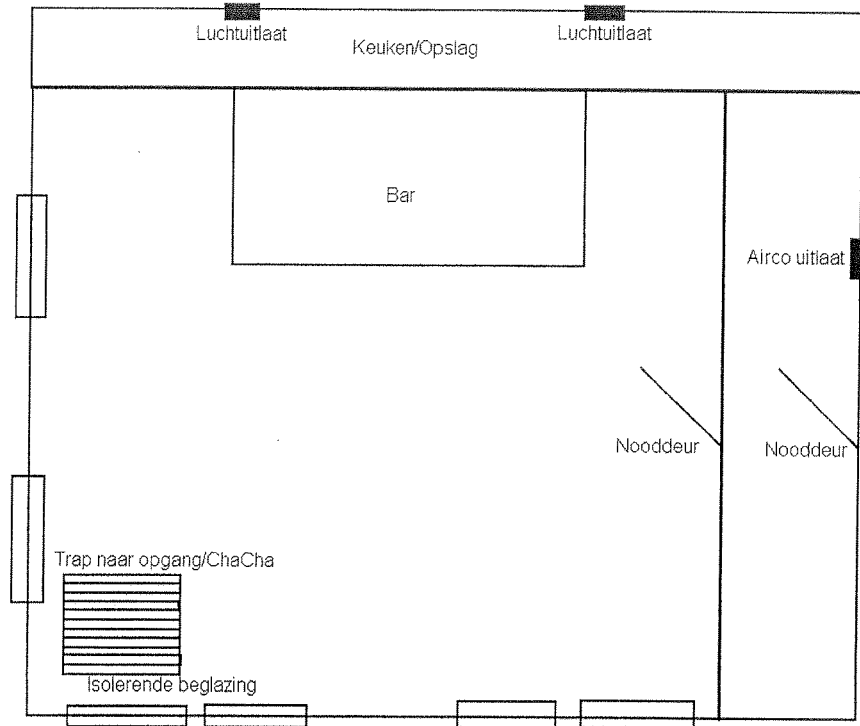 Luchtuitlaat
Luchtuitlaat
Keuken/Opslag
Bar
Airco uitlaat
Nooddeur
Nooddeur
Trap naar opgang/ChaCha
Isolerende beglazing